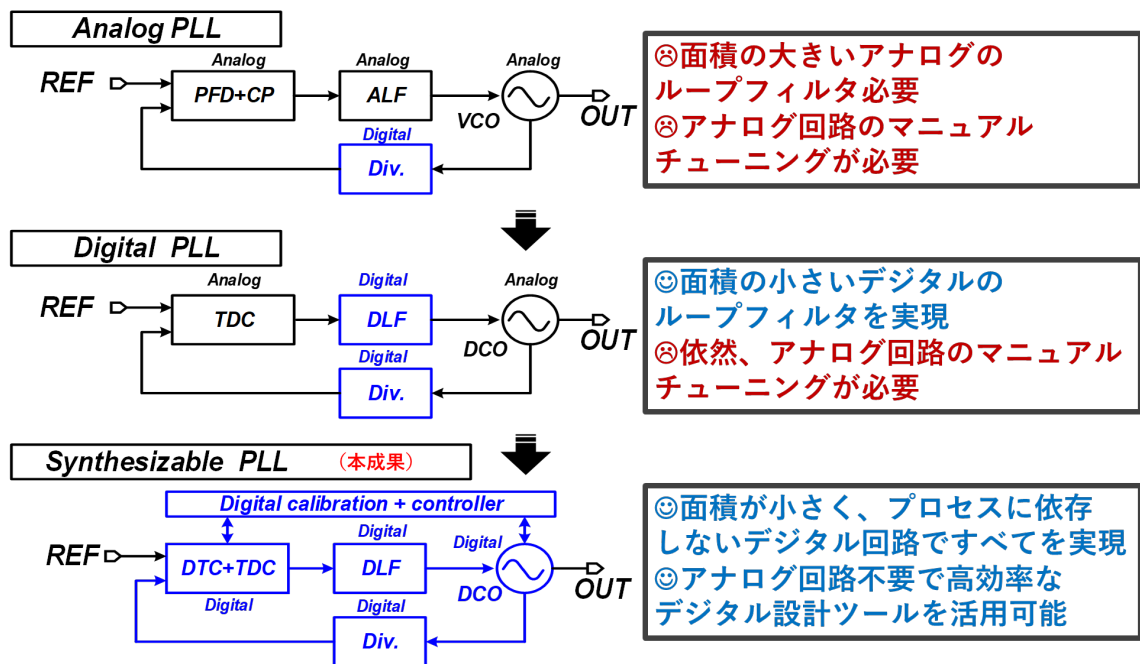 Analog PLL
Analog
Analog
Analog
REF
PFD+CP
ALF
VCO
OUT
Digital
Div.
☹面積の大きいアナログの
ループフィルタ必要
☹アナログ回路のマニュアル
チューニングが必要
Digital PLL
Analog
Digital
Analog
REF
TDC
DLF
DCO
OUT
Digital
Div.
☺面積の小さいデジタルの
ループフィルタを実現
☹依然、アナログ回路のマニュアル
チューニングが必要
Synthesizable PLL (本成果)
Digital calibration + controller
Digital
Digital
REF
DTC+TDC
DLF
DCO
OUT
Digital
Digital
Div.
☺面積が小さく、プロセスに依存
しないデジタル回路ですべてを実現
☺アナログ回路不要で高効率な
デジタル設計ツールを活用可能